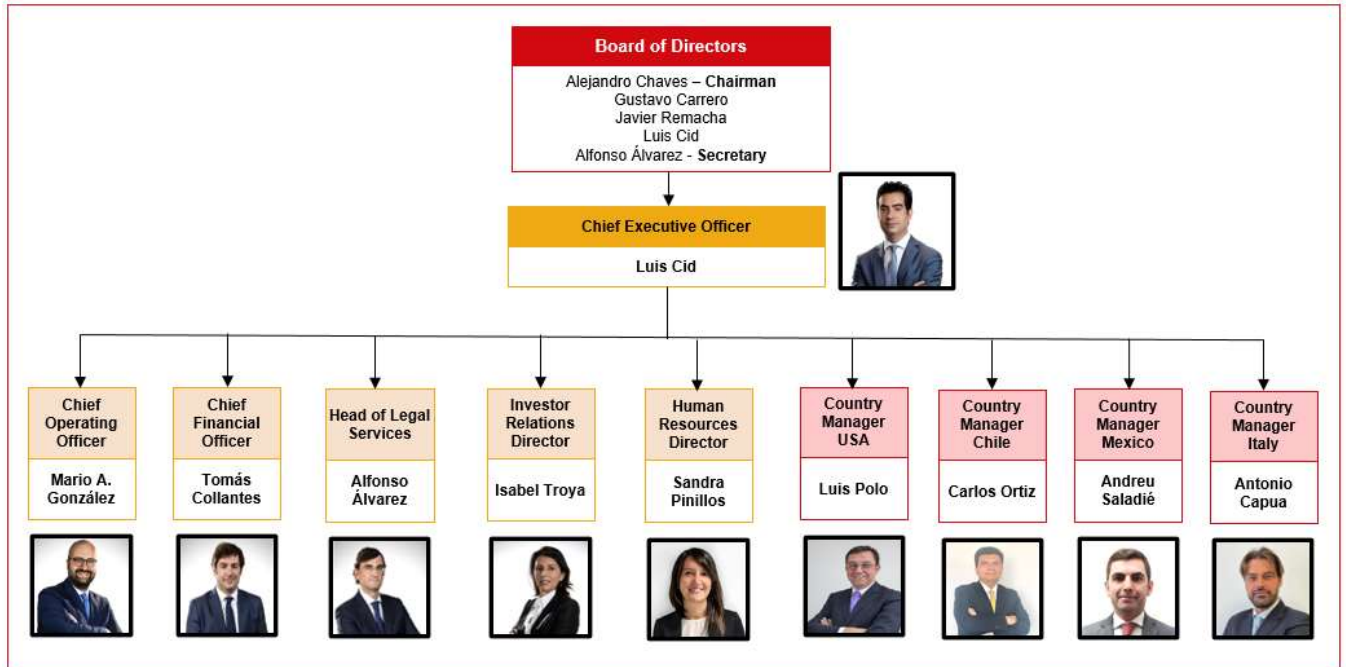 Board of Directors
Alejandro Chaves – Chairman
Gustavo Carrero
Javier Remacha
Luis Cid
Alfonso Álvarez - Secretary
Chief Executive Officer
Luis Cid
Chief
Operating
Officer
Mario A.
González
Chief
Financial
Officer
Tomás
Collantes
Head of Legal
Services
Alfonso
Álvarez
Investor
Relations
Director
Isabel Troya
Human
Resources
Director
Sandra
Pinillos
Country
Manager
USA
Luis Polo
Country
Manager
Chile
Carlos Ortiz
Country
Manager
Mexico
Andreu
Saladié
Country
Manager
Italy
Antonio
Capua